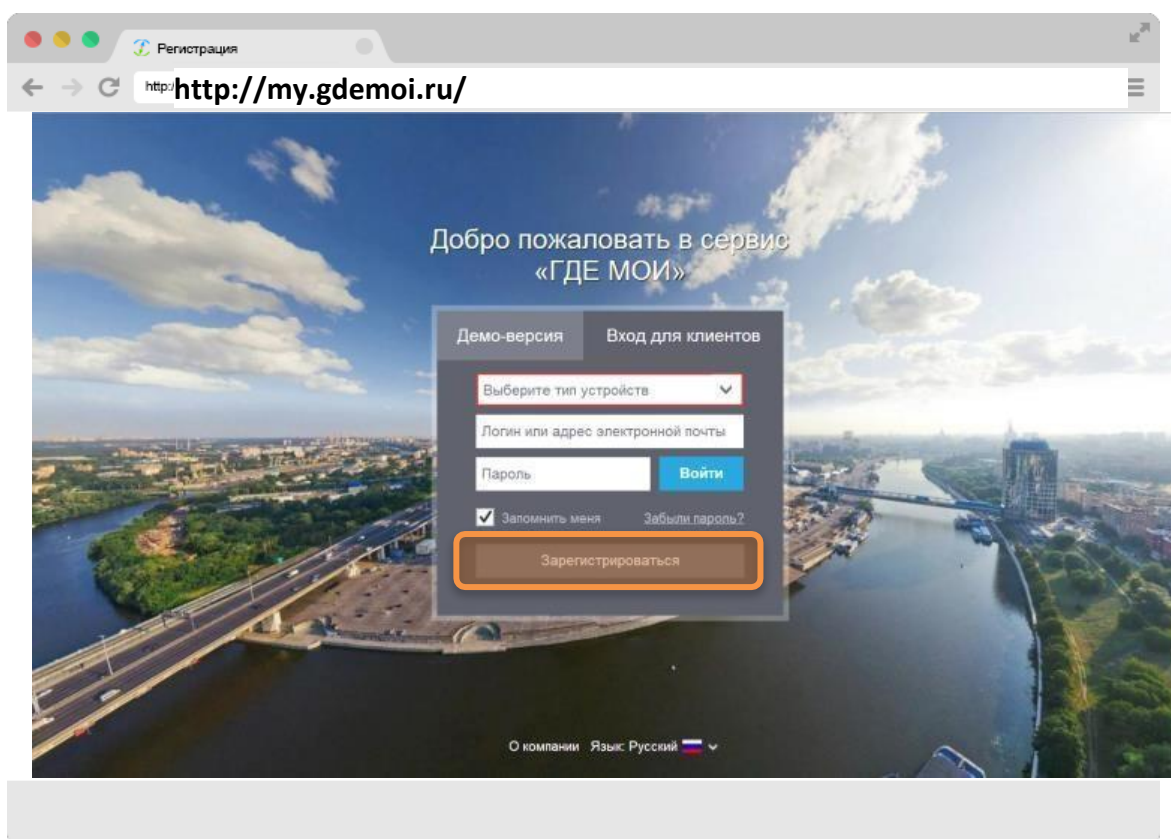 Регистрация
http:/
http://my.gdemoi.ru/
Добро пожаловать в сервис
«ГДЕ МОИ»
Демо-версия Вход для клиентов
Выберите тип устройств
Логин или адрес электронной почты
Пароль Войти
Запомнить меня Забыли пароль?
Зарегистрироваться
О компании Язык: Русский